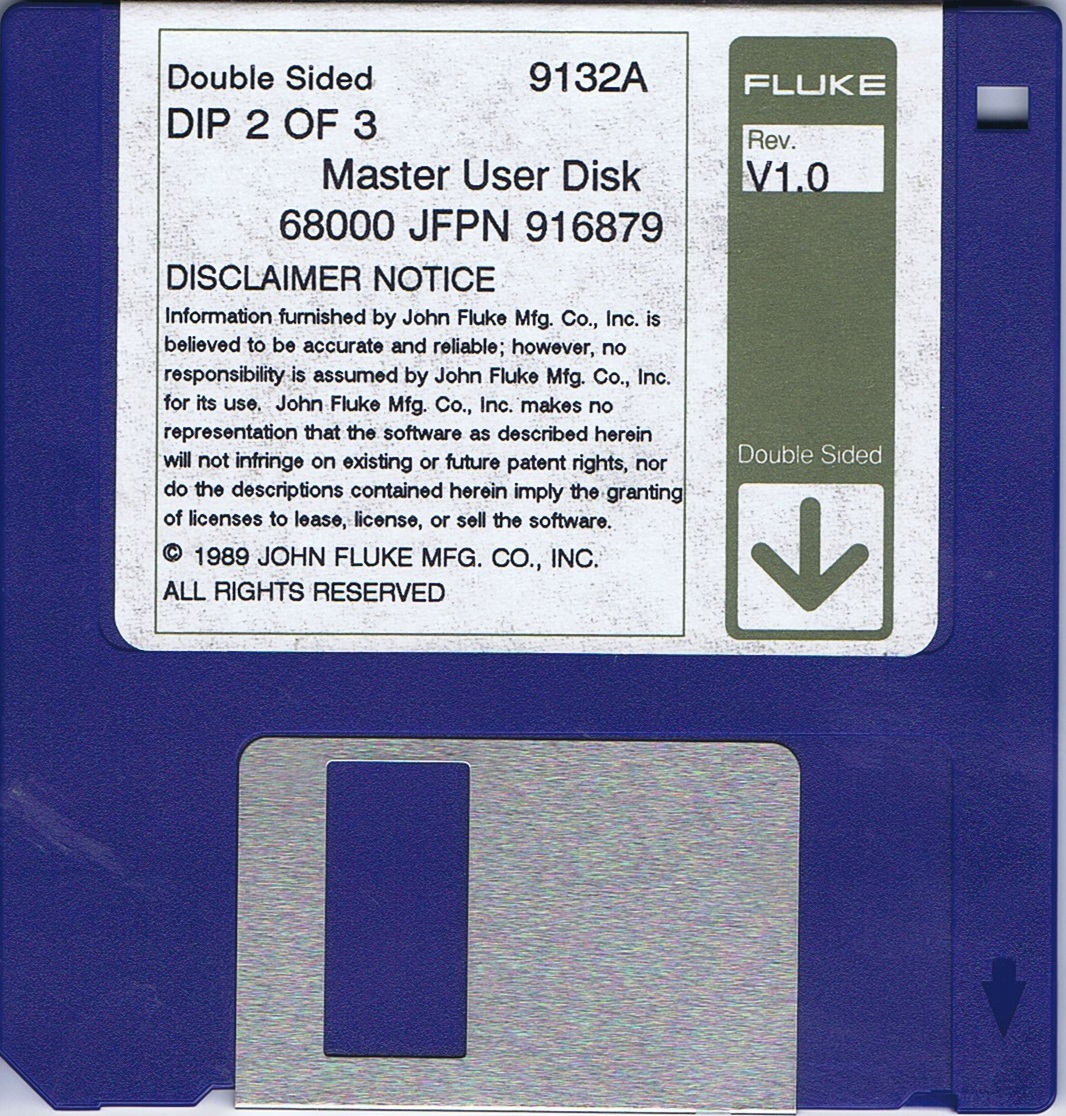 Double Sided 9132A
DIP 2 OF 3
Master User Disk
68000 JFPN 916879
DISCLAIMER NOTICE
Information furnished by John Fluke Mfg. Co., Inc. is
believed to be accurate and reliable; however, no
responsibility is assumed by John Fluke Mfg. Co., Inc.
for its use. John Fluke Mfg. Co., Inc. makes no
representation that the software as described herein
will not infringe on existing or future patent rights, nor
do the descriptions contained herein imply the granting
of licenses to lease, license, or sell the software.
© 1989 JOHN FLUKE MFG. CO., INC.
ALL RIGHTS RESERVED
FLUKE
Rev.
V1.0
Double Sided